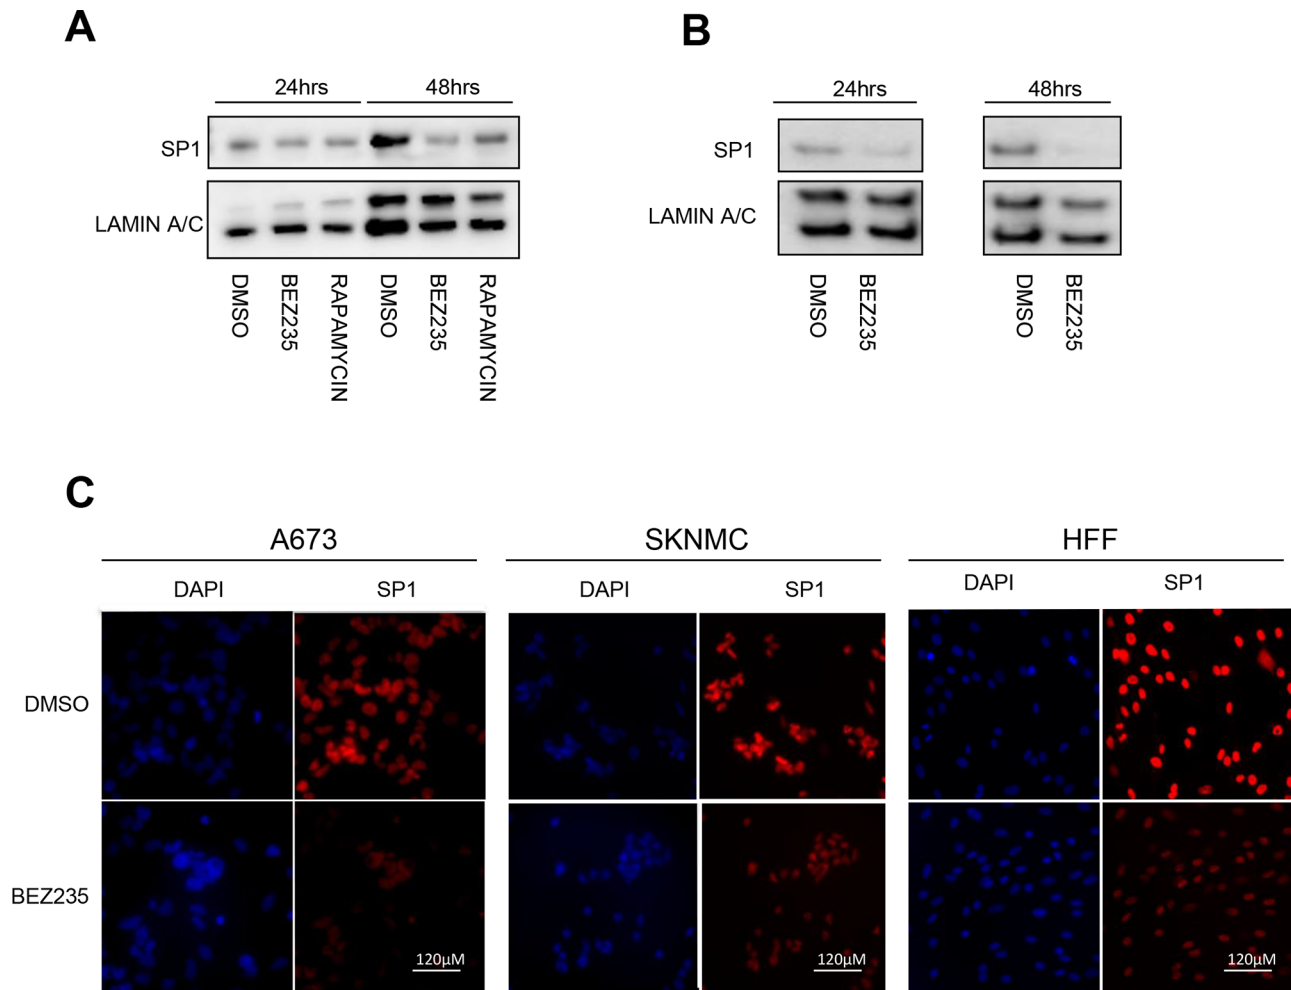 A
24hrs 48hrs
SP1
LAMIN A/C
DMSO
BEZ235
RAPAMYCIN
DMSO
BEZ235
RAPAMYCIN
B
24hrs 48hrs
SP1
LAMIN A/C
DMSO
BEZ235
DMSO
BEZ235
C
A673 SKNMC HFF
DAPI SP1 DAPI SP1 DAPI SP1
DMSO
BEZ235
120µM 120µM 120µM